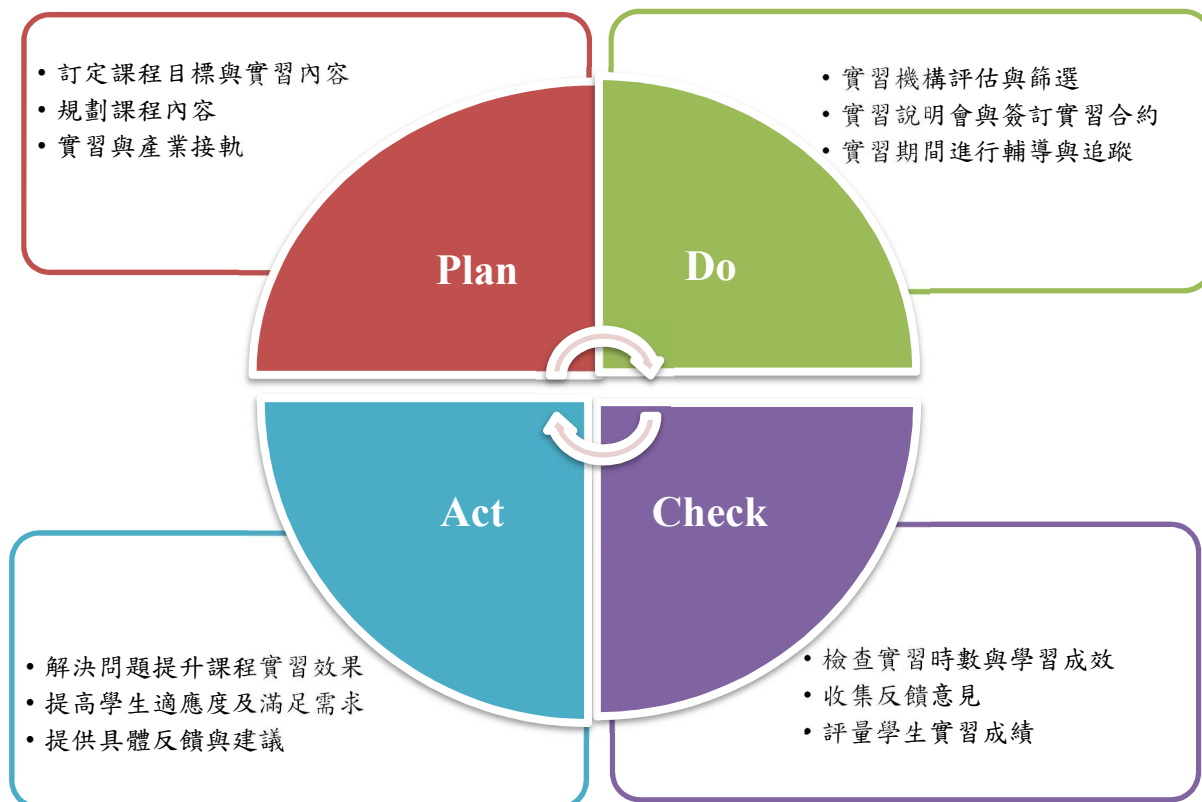 • 訂定課程目標與實習內容
• 規劃課程內容
• 實習與產業接軌
Plan
• 實習機構評估與篩選
• 實習說明會與簽訂實習合約
• 實習期間進行輔導與追蹤
Do
Act
• 解決問題提升課程實習效果
• 提高學生適應度及滿足需求
• 提供具體反饋與建議
Check
• 檢查實習時數與學習成效
• 收集反饋意見
• 評量學生實習成績